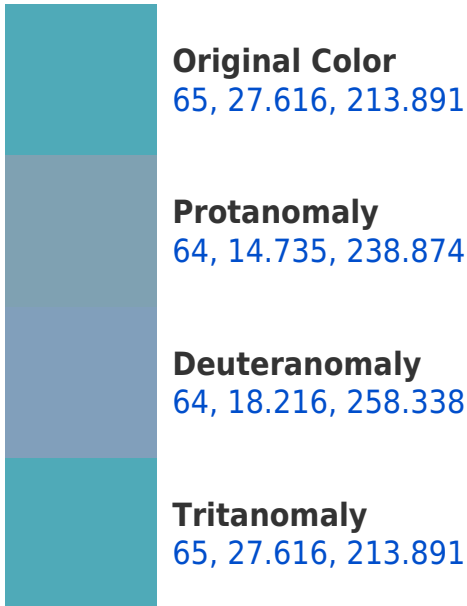 Original Color
65, 27.616, 213.891
Protanomaly
64, 14.735, 238.874
Deuteranomaly
64, 18.216, 258.338
Tritanomaly
65, 27.616, 213.891